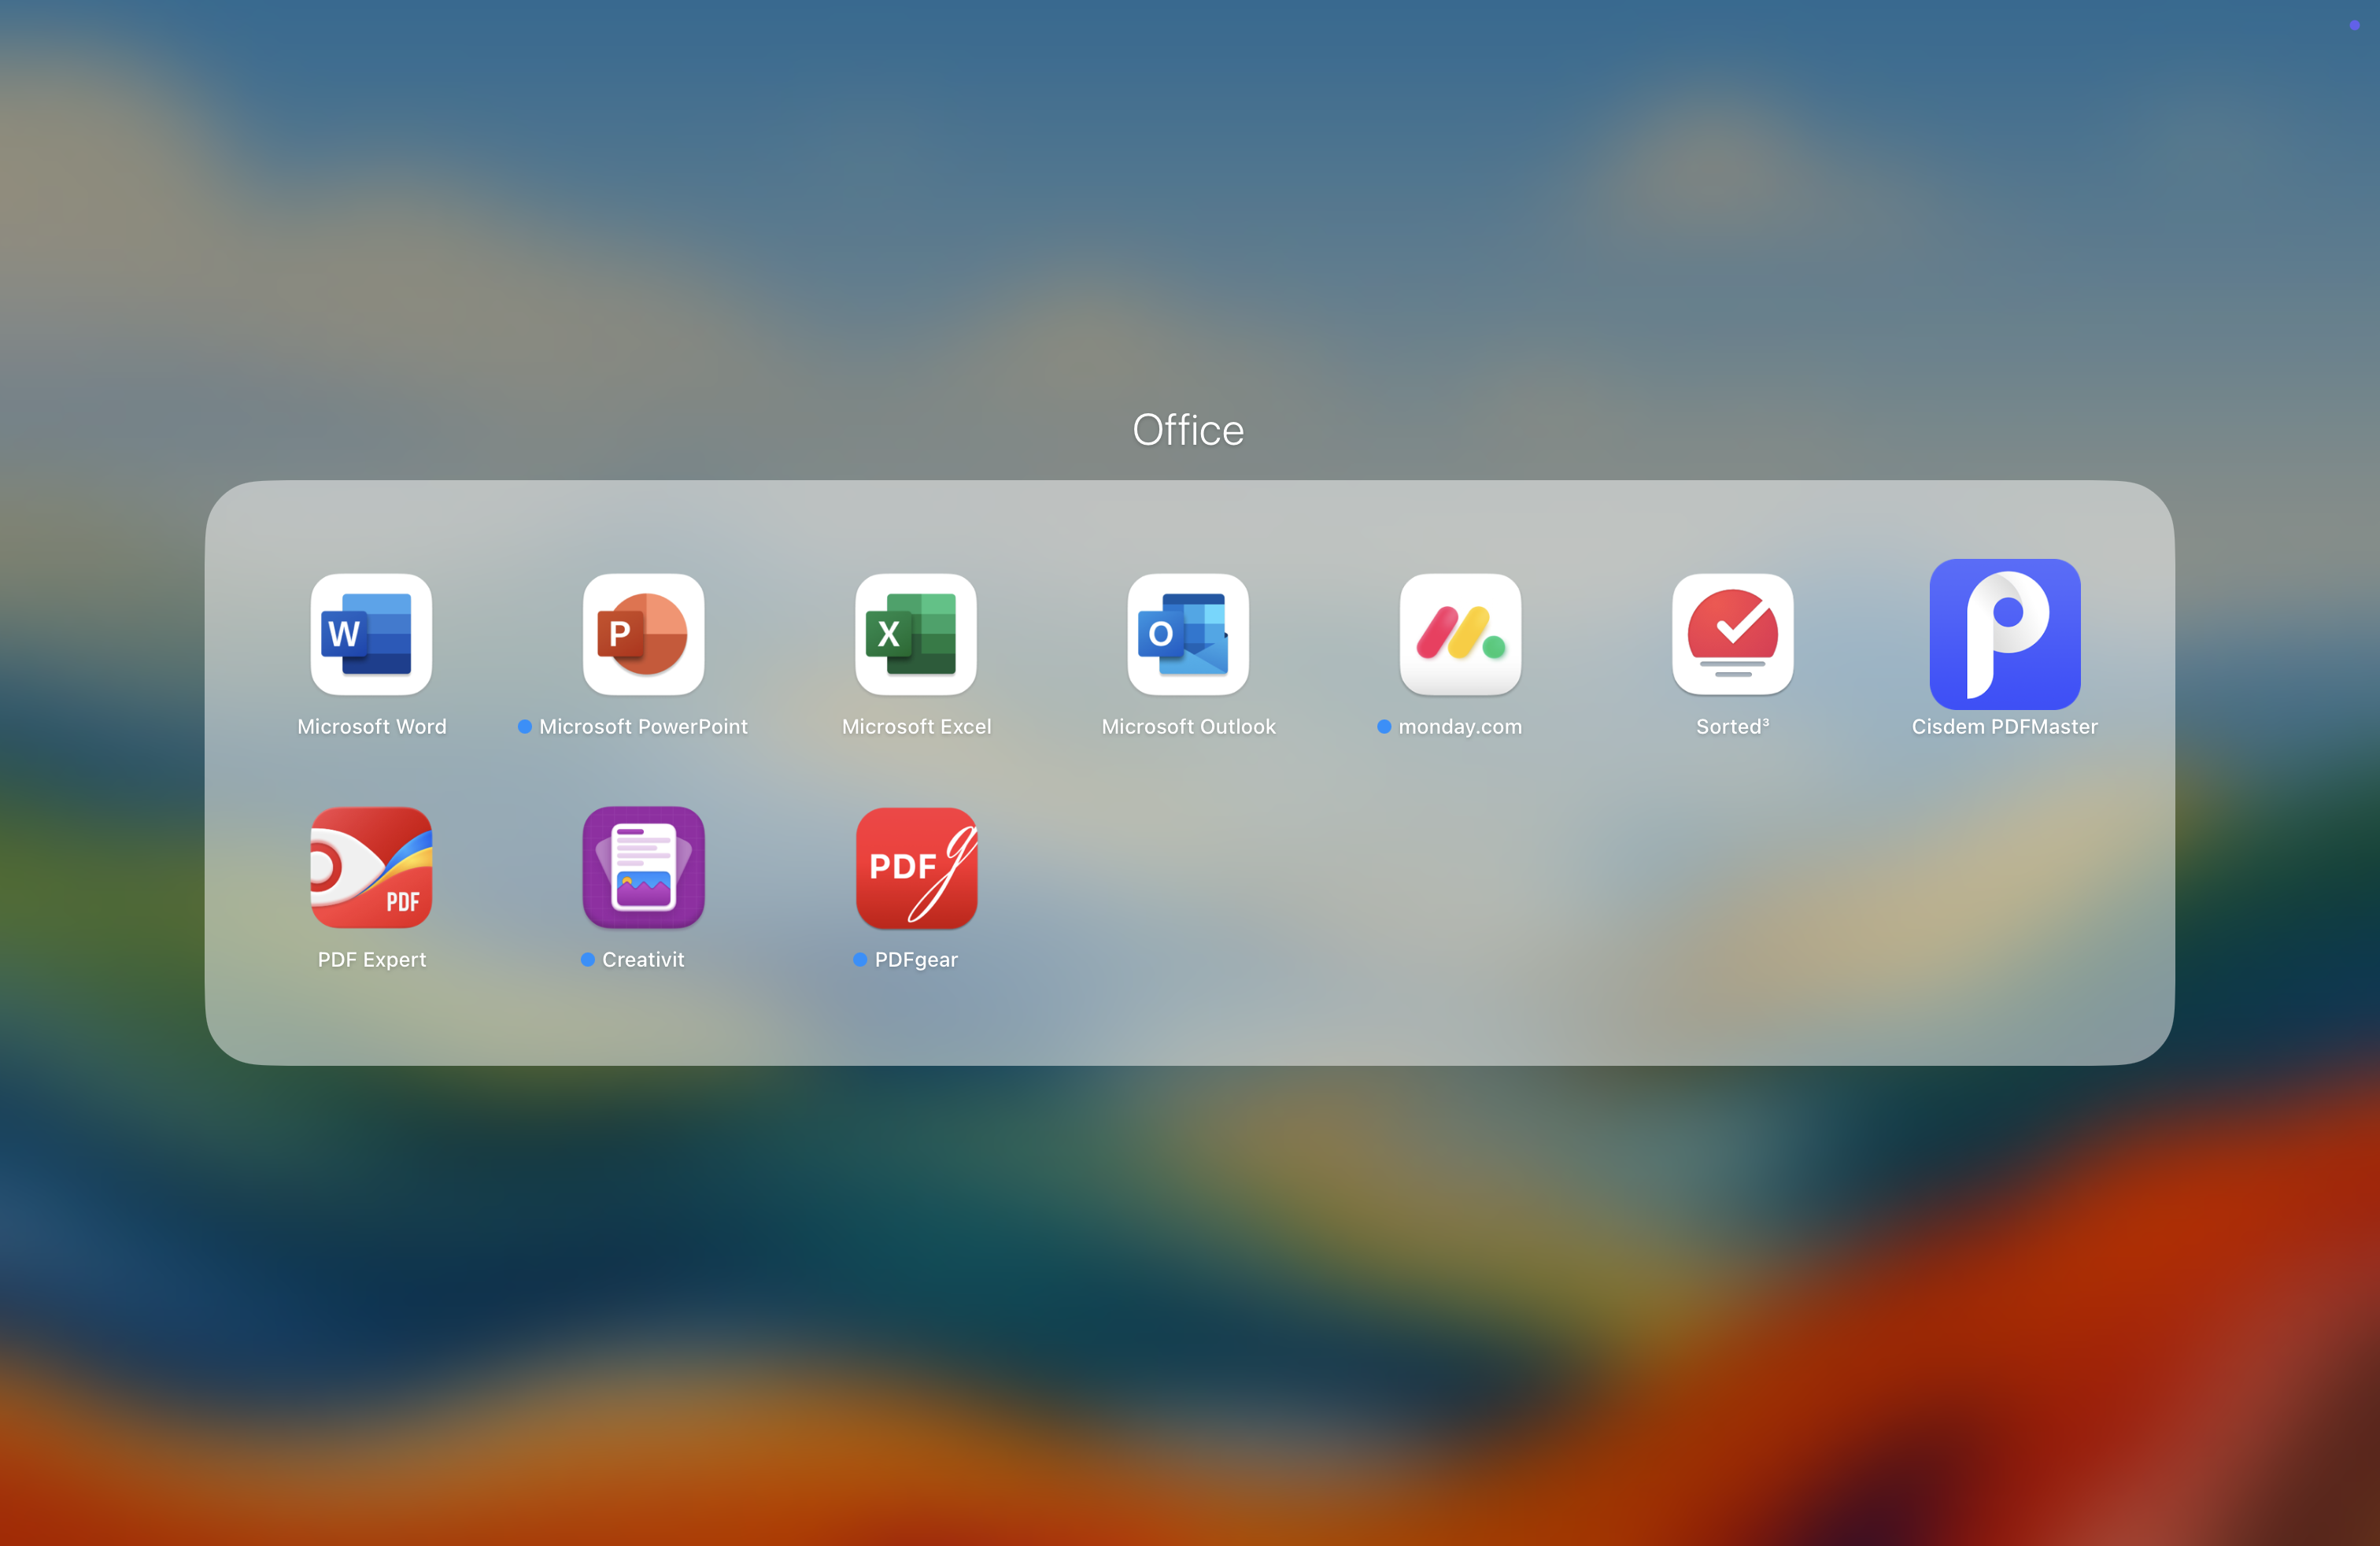 Office
W
P
X
O
Microsoft Word
Microsoft PowerPoint
Microsoft Excel
Microsoft Outlook
monday.com
Sorted³
Cisdem PDFMaster
PDF
PDF g
PDF Expert
Creativit
PDFgear